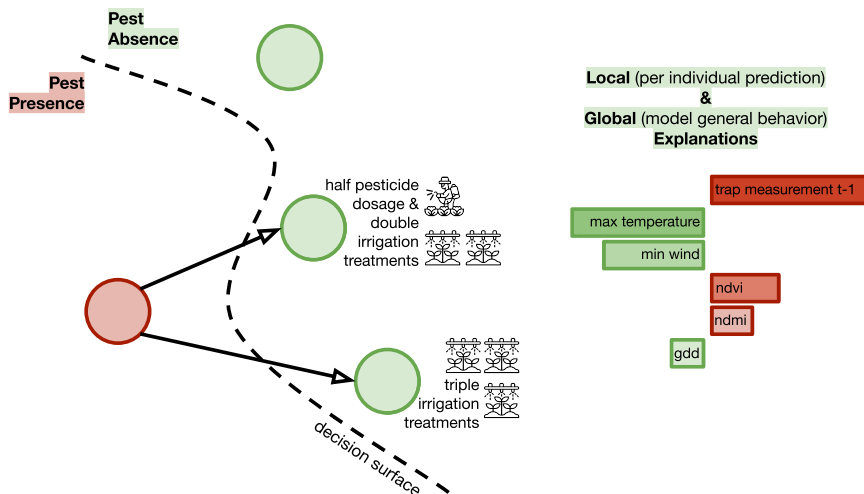 Pest
Absence
Pest
Presence
half pesticide
dosage &
double
irrigation
treatments
triple
irrigation
treatments
decision surface
Local (per individual prediction)
&
Global (model general behavior)
Explanations
trap measurement t-1
max temperature
min wind
ndvi
ndmi
gdd